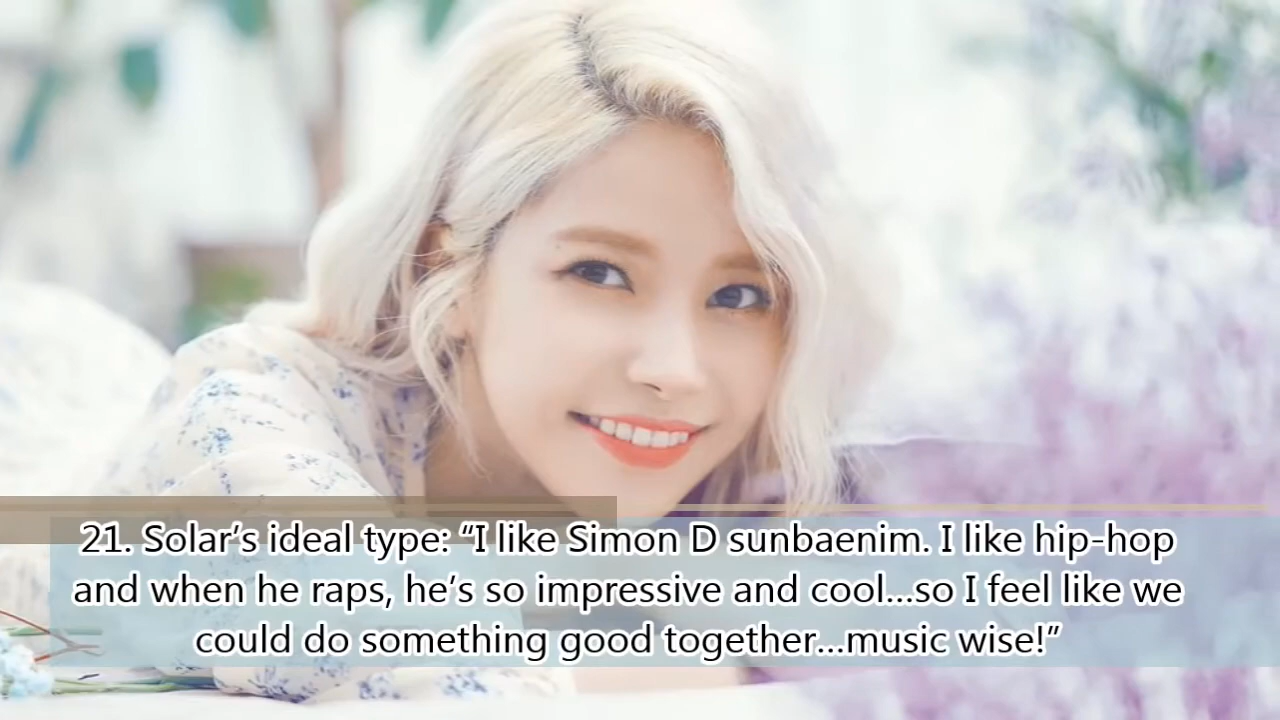 21. Solar’s ideal type: “I like Simon D sunbaenim. I like hip-hop
and when he raps, he’s so impressive and cool...so I feel like we
could do something good together...music wise!”